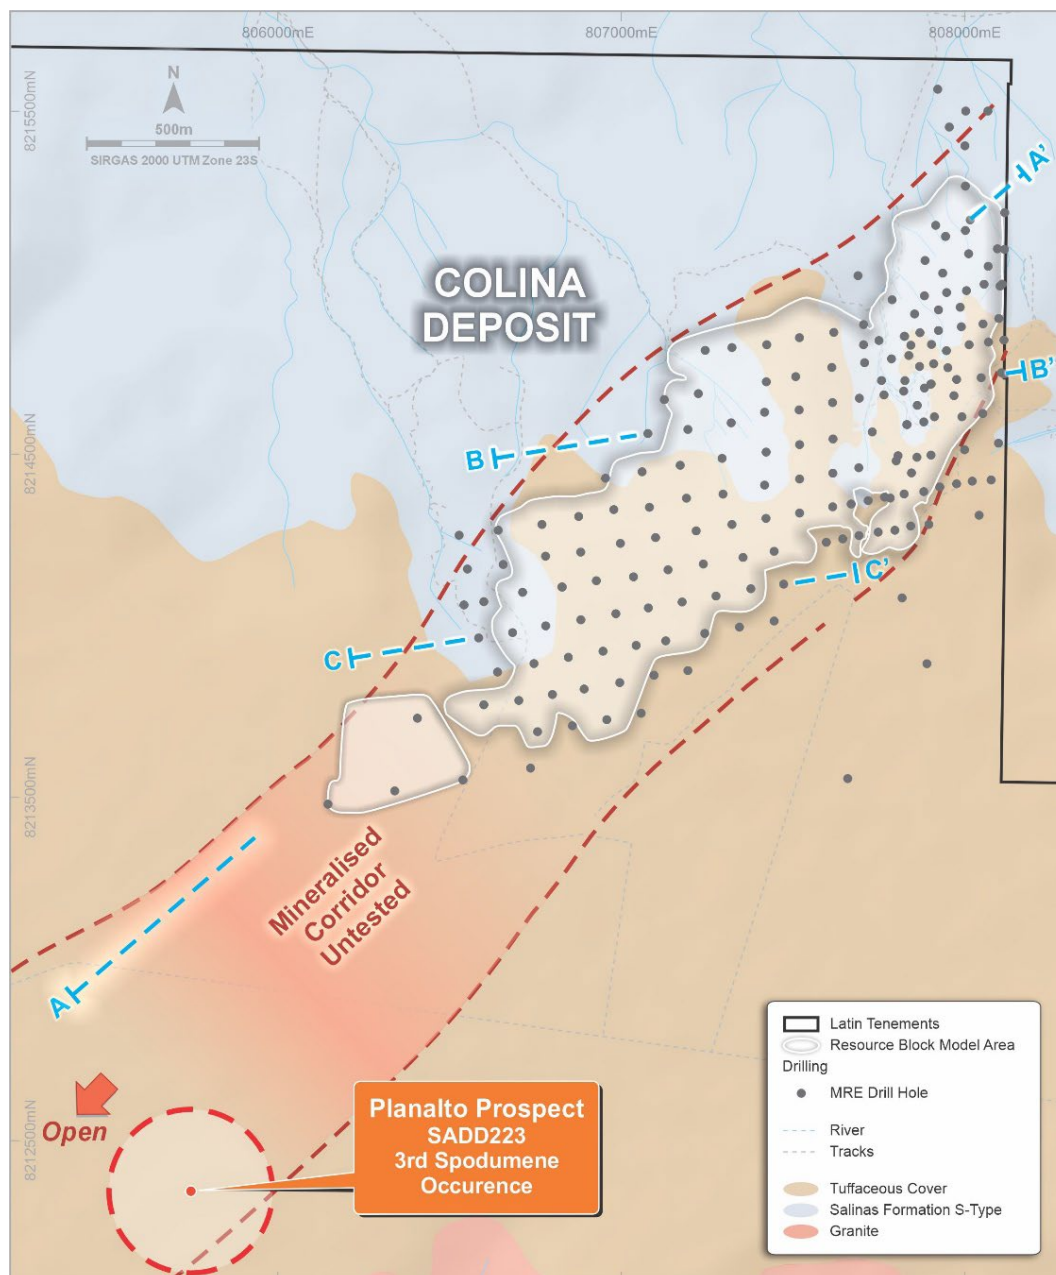 806000mE
807000mE
808000mE
N
500m
SIRGAS 2000 UTM Zone 23S
8215500mN
8214500mN
8213500mN
8212500mN
COLINA
DEPOSIT
A'
B'
B
C'
C
A
Mineralised
Corridor
Untested
Open
Planalto Prospect
SADD223
3rd Spodumene
Occurence
Latin Tenements
Resource Block Model Area
Drilling
MRE Drill Hole
River
Tracks
Tuffaceous Cover
Salinas Formation S-Type
Granite